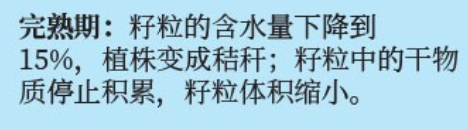 完熟期：籽粒的含水量下降到
15%，植株变成秸秆；籽粒中的干物
质停止积累，籽粒体积缩小。